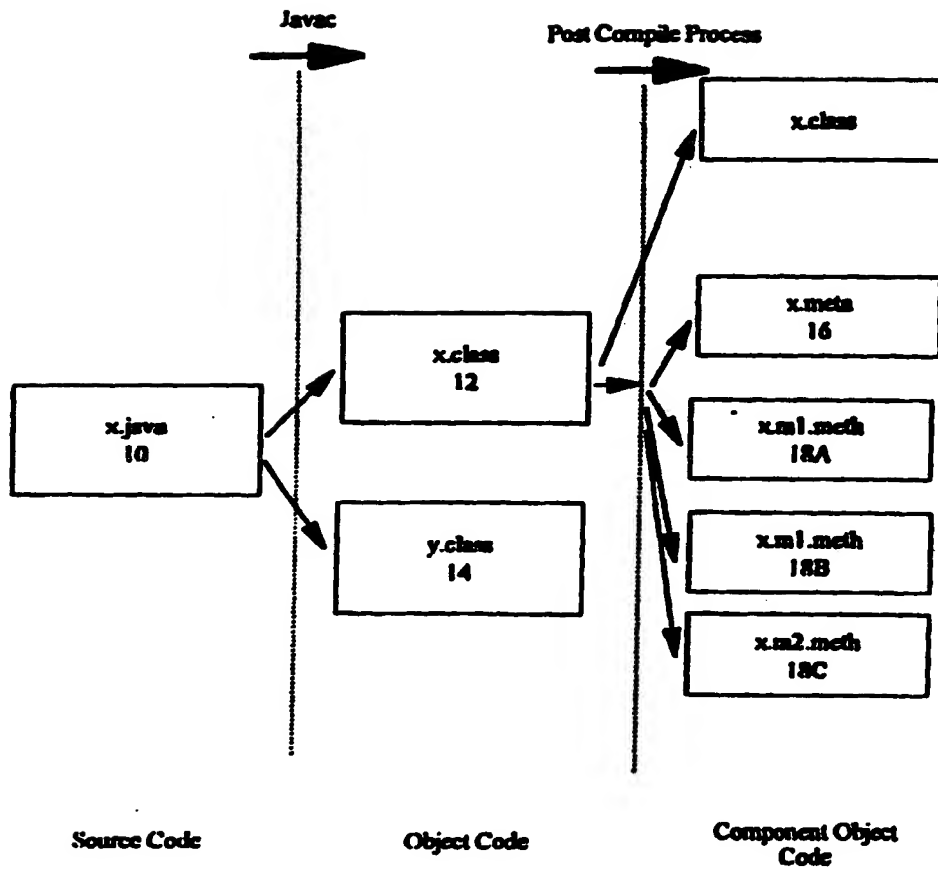 Javac
Post Compile Process
x.class
x.meta
16
x.class
12
x.java
10
x.m1.meth
18A
y.class
14
x.m1.meth
18B
x.m2.meth
18C
Source Code
Object Code
Component Object
Code